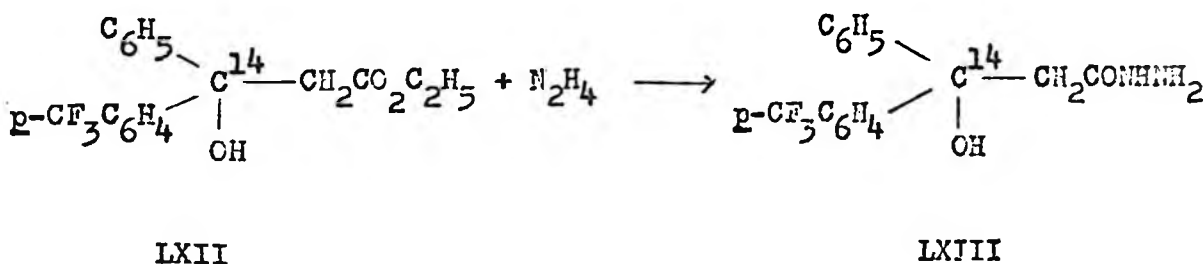 C6H5 C6H5
C14—CH2CO2C2H5 + N2H4 → C14—CH2CONHNH2
p-CF3C6H4 p-CF3C6H4
OH OH
LXII LXIII